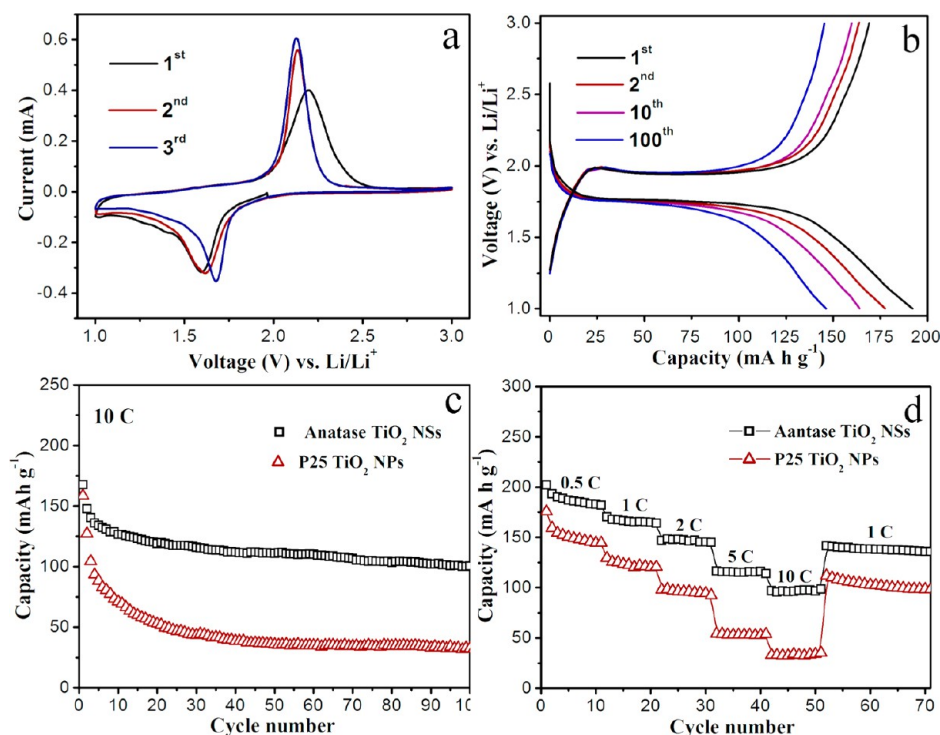 a
1st
2nd
3rd
Current (mA)
0.6
0.4
0.2
0.0
-0.2
-0.4
1.0 1.5 2.0 2.5 3.0
Voltage (V) vs. Li/Li+
b
1st
2nd
10th
100th
Voltage (V) vs. Li/Li+
3.0
2.5
2.0
1.5
1.0
0 25 50 75 100 125 150 175 200
Capacity (mA h g-1)
c
10 C
Anatase TiO2 NSs
P25 TiO2 NPs
Capacity (mAh g-1)
250
200
150
100
50
0
0 10 20 30 40 50 60 70 80 90 10
Cycle number
d
Aantase TiO2 NSs
P25 TiO2 NPs
0.5 C
1 C
2 C
5 C
10 C
1 C
Capacity (mA h g-1)
300
250
200
150
100
50
0
0 10 20 30 40 50 60 70
Cycle number